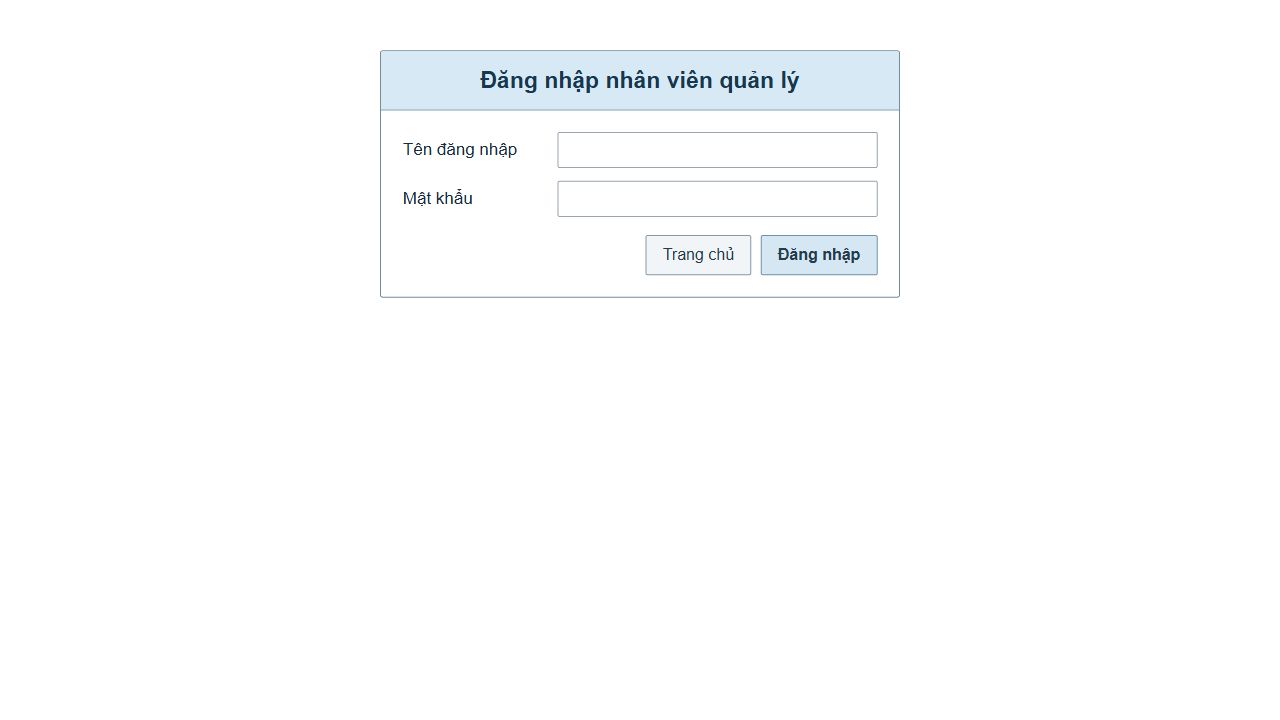 Đăng nhập nhân viên quản lý
Tên đăng nhập
Mật khẩu
Trang chủ
Đăng nhập